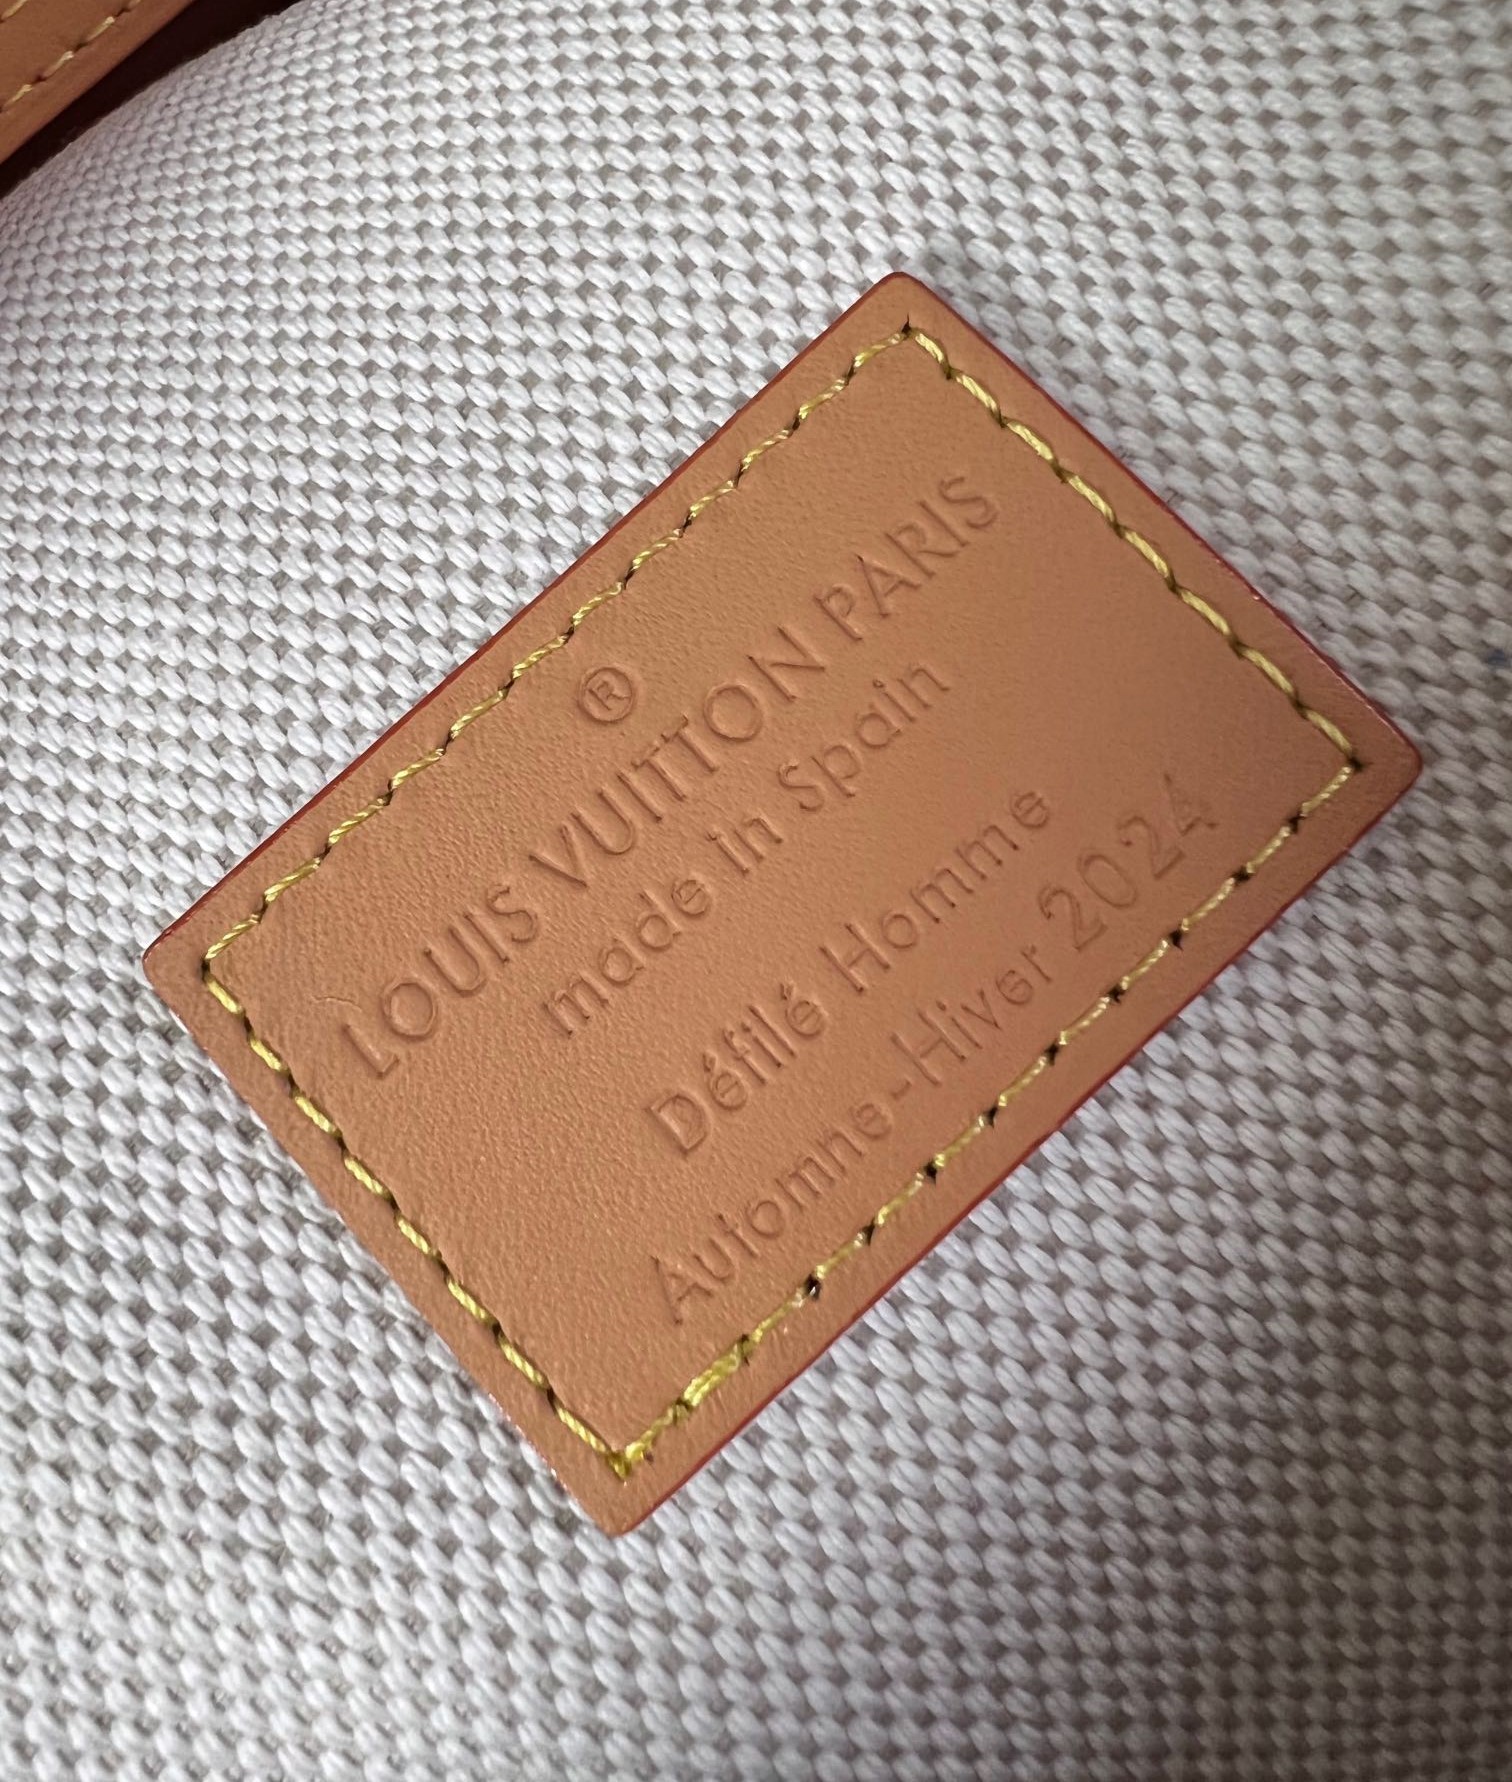 ®
LOUIS VUITTON PARIS
made in Spain
Défilé Homme
Automne-Hiver 2024